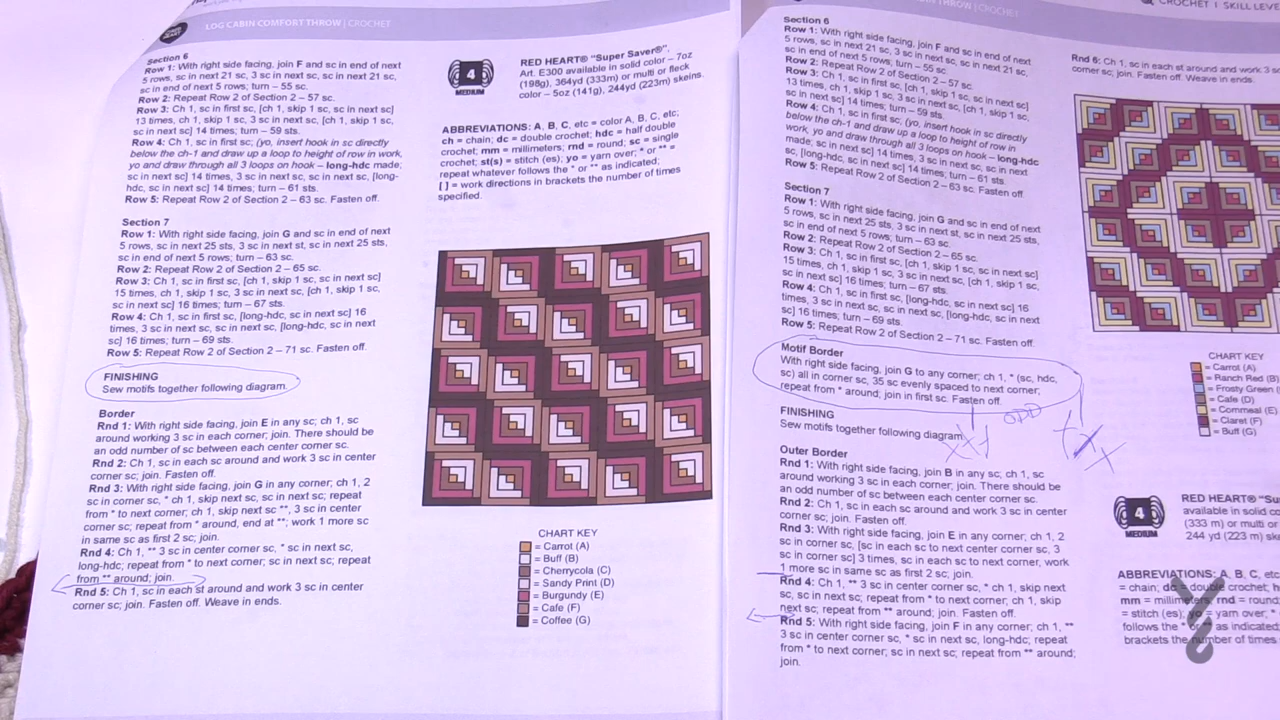 LOG CABIN COMFORT THROW | CROCHET
Section 6
Row 1: With right side facing, join F and sc in end of next
5 rows, sc in next 21 sc, 3 sc in next sc, sc in next 21 sc,
sc in end of next 5 rows; turn – 55 sc.
Row 2: Repeat Row 2 of Section 2 – 57 sc.
Row 3: Ch 1, sc in first sc, [ch 1, skip 1 sc, sc in next sc]
13 times, ch 1, skip 1 sc, 3 sc in next sc, [ch 1, skip 1 sc,
sc in next sc] 14 times; turn – 59 sts.
Row 4: Ch 1, sc in first sc; (yo, insert hook in sc directly
below the ch-1 and draw up a loop to height of row in work,
yo and draw through all 3 loops on hook – long-hdc made;
sc in next sc] 14 times, 3 sc in next sc, sc in next sc, [long-
hdc, sc in next sc] 14 times; turn – 61 sts.
Row 5: Repeat Row 2 of Section 2 – 63 sc. Fasten off.
Section 7
Row 1: With right side facing, join G and sc in end of next
5 rows, sc in next 25 sts, 3 sc in next st, sc in next 25 sts,
sc in end of next 5 rows; turn – 63 sc.
Row 2: Repeat Row 2 of Section 2 – 65 sc.
Row 3: Ch 1, sc in first sc, [ch 1, skip 1 sc, sc in next sc]
15 times, ch 1, skip 1 sc, 3 sc in next sc, [ch 1, skip 1 sc,
sc in next sc] 16 times; turn – 67 sts.
Row 4: Ch 1, sc in first sc, [long-hdc, sc in next sc] 16
times, 3 sc in next sc, sc in next sc, [long-hdc, sc in next
sc] 16 times; turn – 69 sts.
Row 5: Repeat Row 2 of Section 2 – 71 sc. Fasten off.
FINISHING
Sew motifs together following diagram.
Border
Rnd 1: With right side facing, join E in any sc; ch 1, sc
around working 3 sc in each corner; join. There should be
an odd number of sc between each center corner sc.
Rnd 2: Ch 1, sc in each sc around and work 3 sc in center
corner sc; join. Fasten off.
Rnd 3: With right side facing, join G in any corner; ch 1, 2
sc in corner sc, * ch 1, skip next sc, sc in next sc; repeat
from * to next corner; ch 1, skip next sc **, 3 sc in center
corner sc; repeat from * around, end at **; work 1 more sc
in same sc as first 2 sc; join.
Rnd 4: Ch 1, ** 3 sc in center corner sc, * sc in next sc,
long-hdc; repeat from * to next corner; sc in next sc; repeat
from ** around; join.
Rnd 5: Ch 1, sc in each st around and work 3 sc in center
corner sc; join. Fasten off. Weave in ends.
4
MEDIUM
RED HEART® "Super Saver®",
Art. E300 available in solid color – 7oz
(198g), 364yd (333m) or multi or fleck
color – 5oz (141g), 244yd (223m) skeins.
ABBREVIATIONS: A, B, C, etc = color A, B, C, etc;
ch = chain; dc = double crochet; hdc = half double
crochet; mm = millimeters; rnd = round; sc = single
crochet; st(s) = stitch (es); yo = yarn over; * or ** =
repeat whatever follows the * or ** as indicated;
[ ] = work directions in brackets the number of times
specified.
CHART KEY
= Carrot (A)
= Buff (B)
= Cherrycola (C)
= Sandy Print (D)
= Burgundy (E)
= Cafe (F)
= Coffee (G)
THROW | CROCHET
Section 6
Row 1: With right side facing, join F and sc in end of next
5 rows, sc in next 21 sc, 3 sc in next sc, sc in next 21 sc,
sc in end of next 5 rows; turn – 55 sc.
Row 2: Repeat Row 2 of Section 2 – 57 sc.
Row 3: Ch 1, sc in first sc, [ch 1, skip 1 sc, sc in next sc]
13 times, ch 1, skip 1 sc, 3 sc in next sc, [ch 1, skip 1 sc,
sc in next sc] 14 times; turn – 59 sts.
Row 4: Ch 1, sc in first sc, (yo, insert hook in sc directly
below the ch-1 and draw up a loop to height of row in
work, yo and draw through all 3 loops on hook – long-hdc
made, sc in next sc] 14 times, 3 sc in next sc, sc in next
sc, [long-hdc, sc in next sc] 14 times; turn – 61 sts.
Row 5: Repeat Row 2 of Section 2 – 63 sc. Fasten off.
Section 7
Row 1: With right side facing, join G and sc in end of next
5 rows, sc in next 25 sts, 3 sc in next st, sc in next 25 sts,
sc in end of next 5 rows; turn – 63 sc.
Row 2: Repeat Row 2 of Section 2 – 65 sc.
Row 3: Ch 1, sc in first sc, [ch 1, skip 1 sc, sc in next sc]
15 times, ch 1, skip 1 sc, 3 sc in next sc, [ch 1, skip 1 sc,
sc in next sc] 16 times; turn – 67 sts.
Row 4: Ch 1, sc in first sc, [long-hdc, sc in next sc] 16
times, 3 sc in next sc, sc in next sc, [long-hdc, sc in next
sc] 16 times; turn – 69 sts.
Row 5: Repeat Row 2 of Section 2 – 71 sc. Fasten off.
Motif Border
With right side facing, join G to any corner; ch 1, * (sc, hdc,
sc) all in corner sc, 35 sc evenly spaced to next corner;
repeat from * around; join in first sc. Fasten off.
ODD
FINISHING
Sew motifs together following diagram
Outer Border
Rnd 1: With right side facing, join B in any sc; ch 1, sc
around working 3 sc in each corner; join. There should be
an odd number of sc between each center corner sc.
Rnd 2: Ch 1, sc in each sc around and work 3 sc in center
corner sc; join. Fasten off.
Rnd 3: With right side facing, join E in any corner; ch 1, 2
sc in corner sc, [sc in each sc to next center corner sc, 3
sc in corner sc] 3 times, sc in each sc to next corner, work
1 more sc in same sc as first 2 sc; join.
Rnd 4: Ch 1, ** 3 sc in center corner sc, * ch 1, skip next
sc, sc in next sc; repeat from * to next corner, ch 1, skip
next sc; repeat from ** around; join. Fasten off.
Rnd 5: With right side facing, join F in any corner; ch 1, **
3 sc in center corner sc, * sc in next sc, long-hdc; repeat
from * to next corner; sc in next sc; repeat from ** around;
join.
CROCHET I SKILL LEVE
Rnd 6: Ch 1, sc in each st around and work 3 sc
corner sc; join. Fasten off. Weave in ends.
CHART KEY
= Carrot (A)
= Ranch Red (B)
= Frosty Green
= Cafe (D)
= Cornmeal (E)
= Claret (F)
= Buff (G)
4
MEDIUM
RED HEART® "Su
available in solid co
(333 m) or multi or
244 yd (223 m) ske
ABBREVIATIONS: A, B, C, etc
= chain; dc = double crochet; h
mm = millimeters; rnd = round;
= stitch (es); yo = yarn over; *
follows the * or ** as indicated;
brackets the number of times